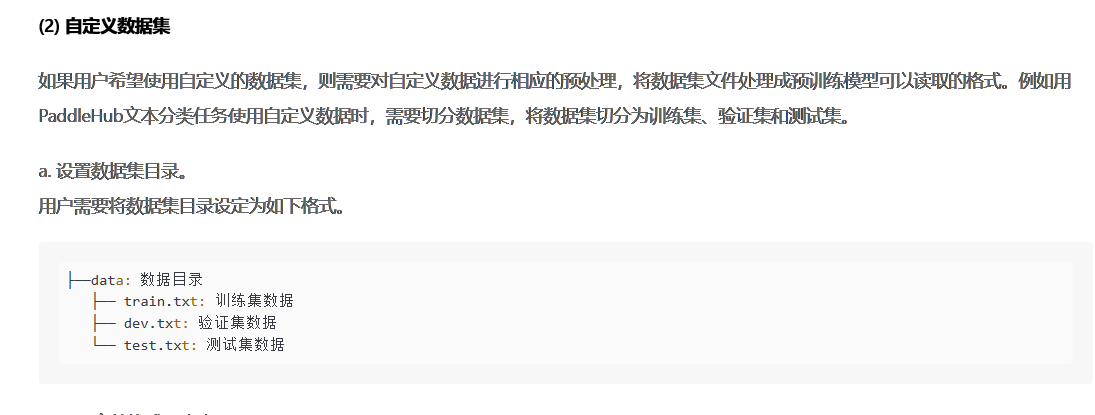 (2) 自定义数据集
如果用户希望使用自定义的数据集，则需要对自定义数据进行相应的预处理，将数据集文件处理成预训练模型可以读取的格式。例如用
PaddleHub文本分类任务使用自定义数据时，需要切分数据集，将数据集切分为训练集、验证集和测试集。
a. 设置数据集目录。
用户需要将数据集目录设定为如下格式。
├──data: 数据目录
├── train.txt: 训练集数据
├── dev.txt: 验证集数据
└── test.txt: 测试集数据